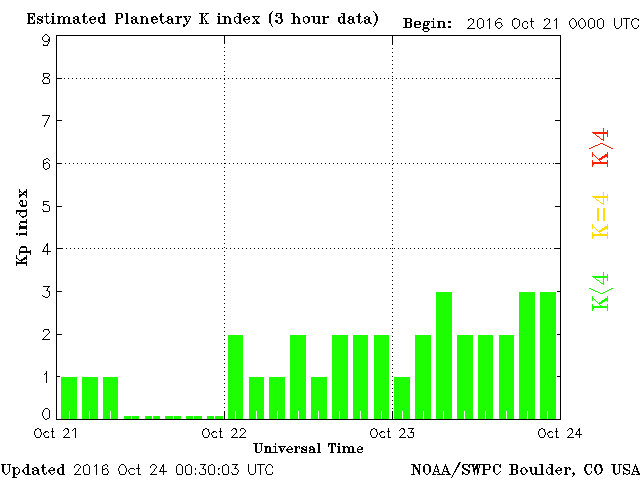 Estimated Planetary K index (3 hour data)
Begin: 2016 Oct 21 0000 UTC
9
8
7
6
5
4
3
2
1
0
Kp index
K>4
K=4
K<4
Oct 21
Oct 22
Oct 23
Oct 24
Universal Time
Updated 2016 Oct 24 00:30:03 UTC
NOAA/SWPC Boulder, CO USA